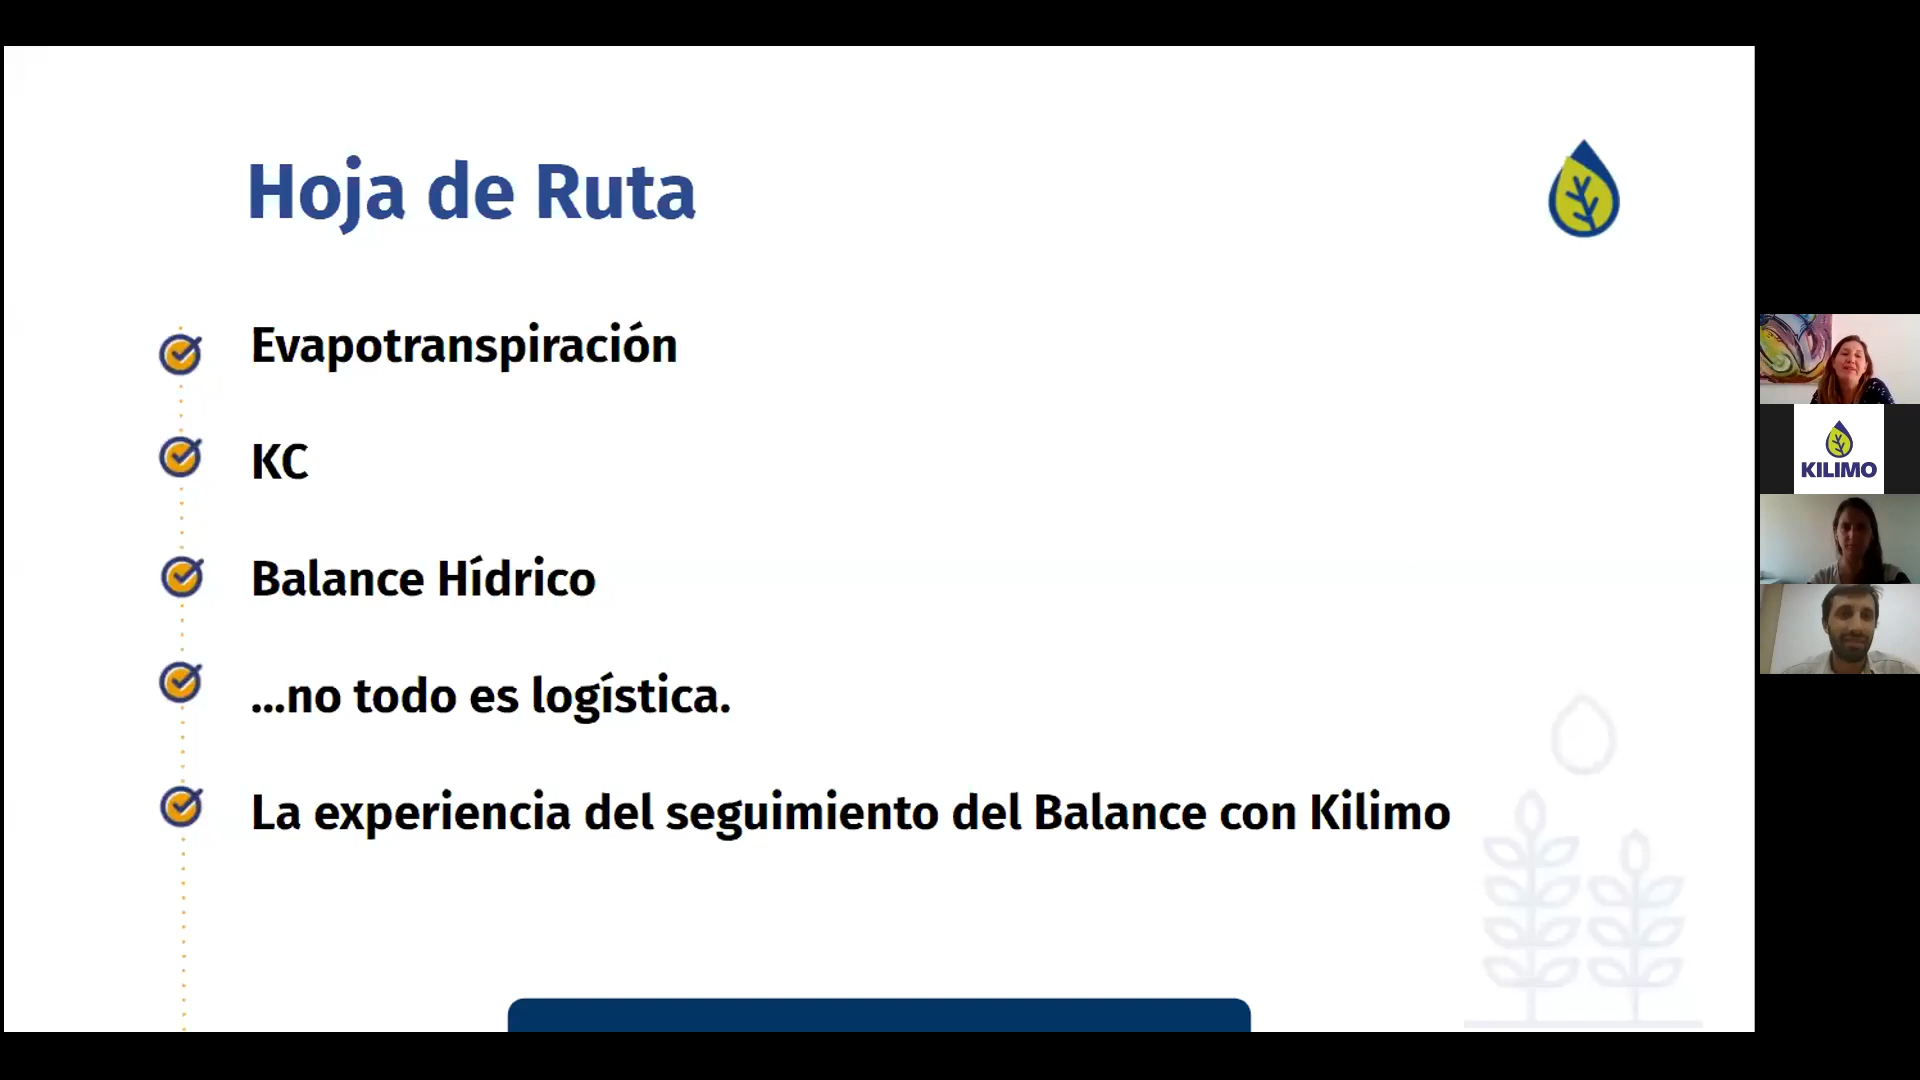 Hoja de Ruta
Evapotranspiración
KC
Balance Hídrico
...no todo es logística.
La experiencia del seguimiento del Balance con Kilimo
KILIMO